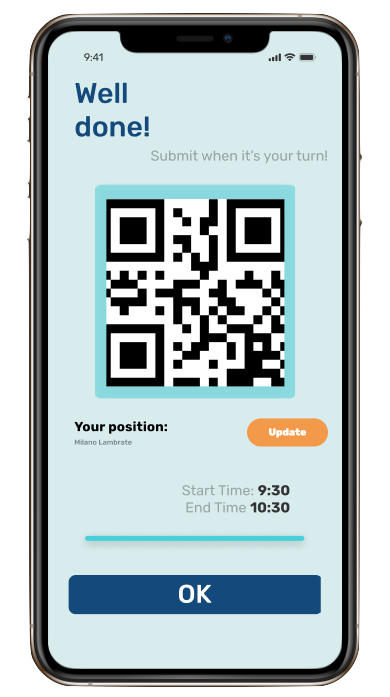 9:41
Well
done!
Submit when it's your turn!
Your position:
Milano Lambrate
Update
Start Time: 9:30
End Time 10:30
OK